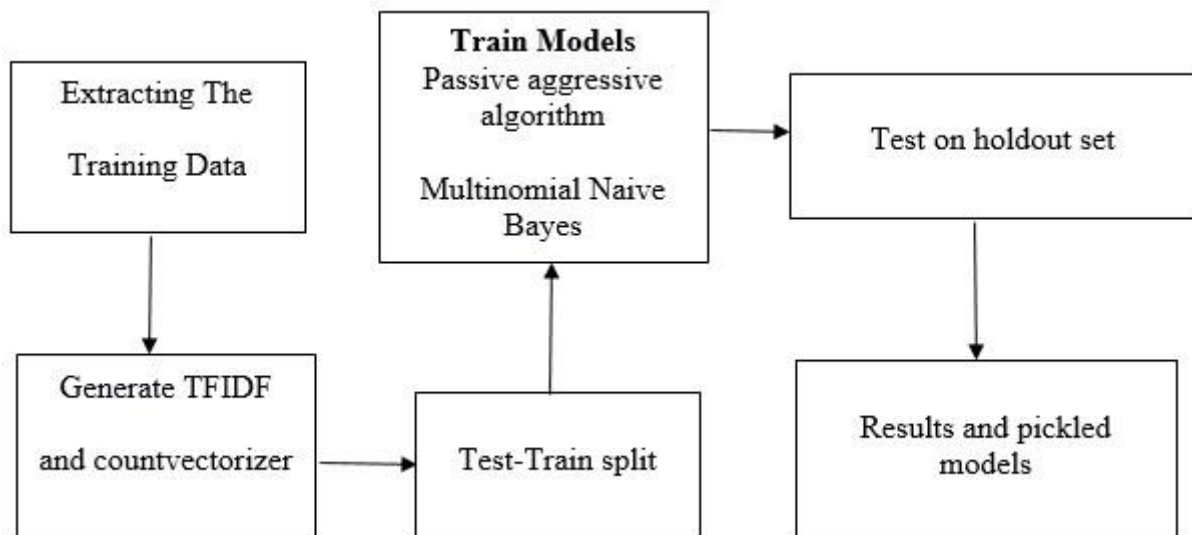 Extracting The
Training Data
Generate TFIDF
and countvectorizer
Test-Train split
Train Models
Passive aggressive
algorithm
Multinomial Naive
Bayes
Test on holdout set
Results and pickled
models